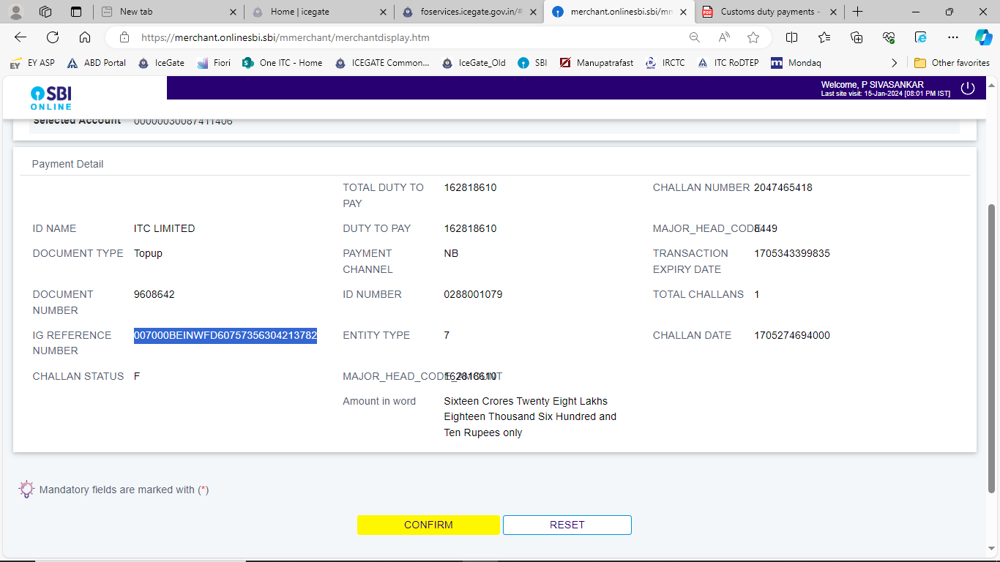 New tab
Home | icegate
foservices.icegate.gov.in/#
merchant.onlinesbi.sbi/mm
PDF
Customs duty payments -
https://merchant.onlinesbi.sbi/mmerchant/merchantdisplay.htm
EY
EY ASP
ABD Portal
IceGate
Fiori
One ITC - Home
ICEGATE Common...
IceGate_Old
SBI
Manupatrafast
IRCTC
ITC RoDTEP
Mondaq
Other favorites
SBI
ONLINE
Welcome, P SIVASANKAR
Last site visit: 15-Jan-2024 [08:01 PM IST]
Selected Account 00000030087411406
Payment Detail
TOTAL DUTY TO PAY 162818610
CHALLAN NUMBER 2047465418
ID NAME ITC LIMITED
DUTY TO PAY 162818610
MAJOR_HEAD_CODE 8449
DOCUMENT TYPE Topup
PAYMENT CHANNEL NB
TRANSACTION EXPIRY DATE 1705343399835
DOCUMENT NUMBER 9608642
ID NUMBER 0288001079
TOTAL CHALLANS 1
IG REFERENCE NUMBER 007000BEINWFD60757356304213782
ENTITY TYPE 7
CHALLAN DATE 1705274694000
CHALLAN STATUS F
MAJOR_HEAD_CODE_AMOUNT 162818610
Amount in word Sixteen Crores Twenty Eight Lakhs
Eighteen Thousand Six Hundred and
Ten Rupees only
Mandatory fields are marked with (*)
CONFIRM
RESET